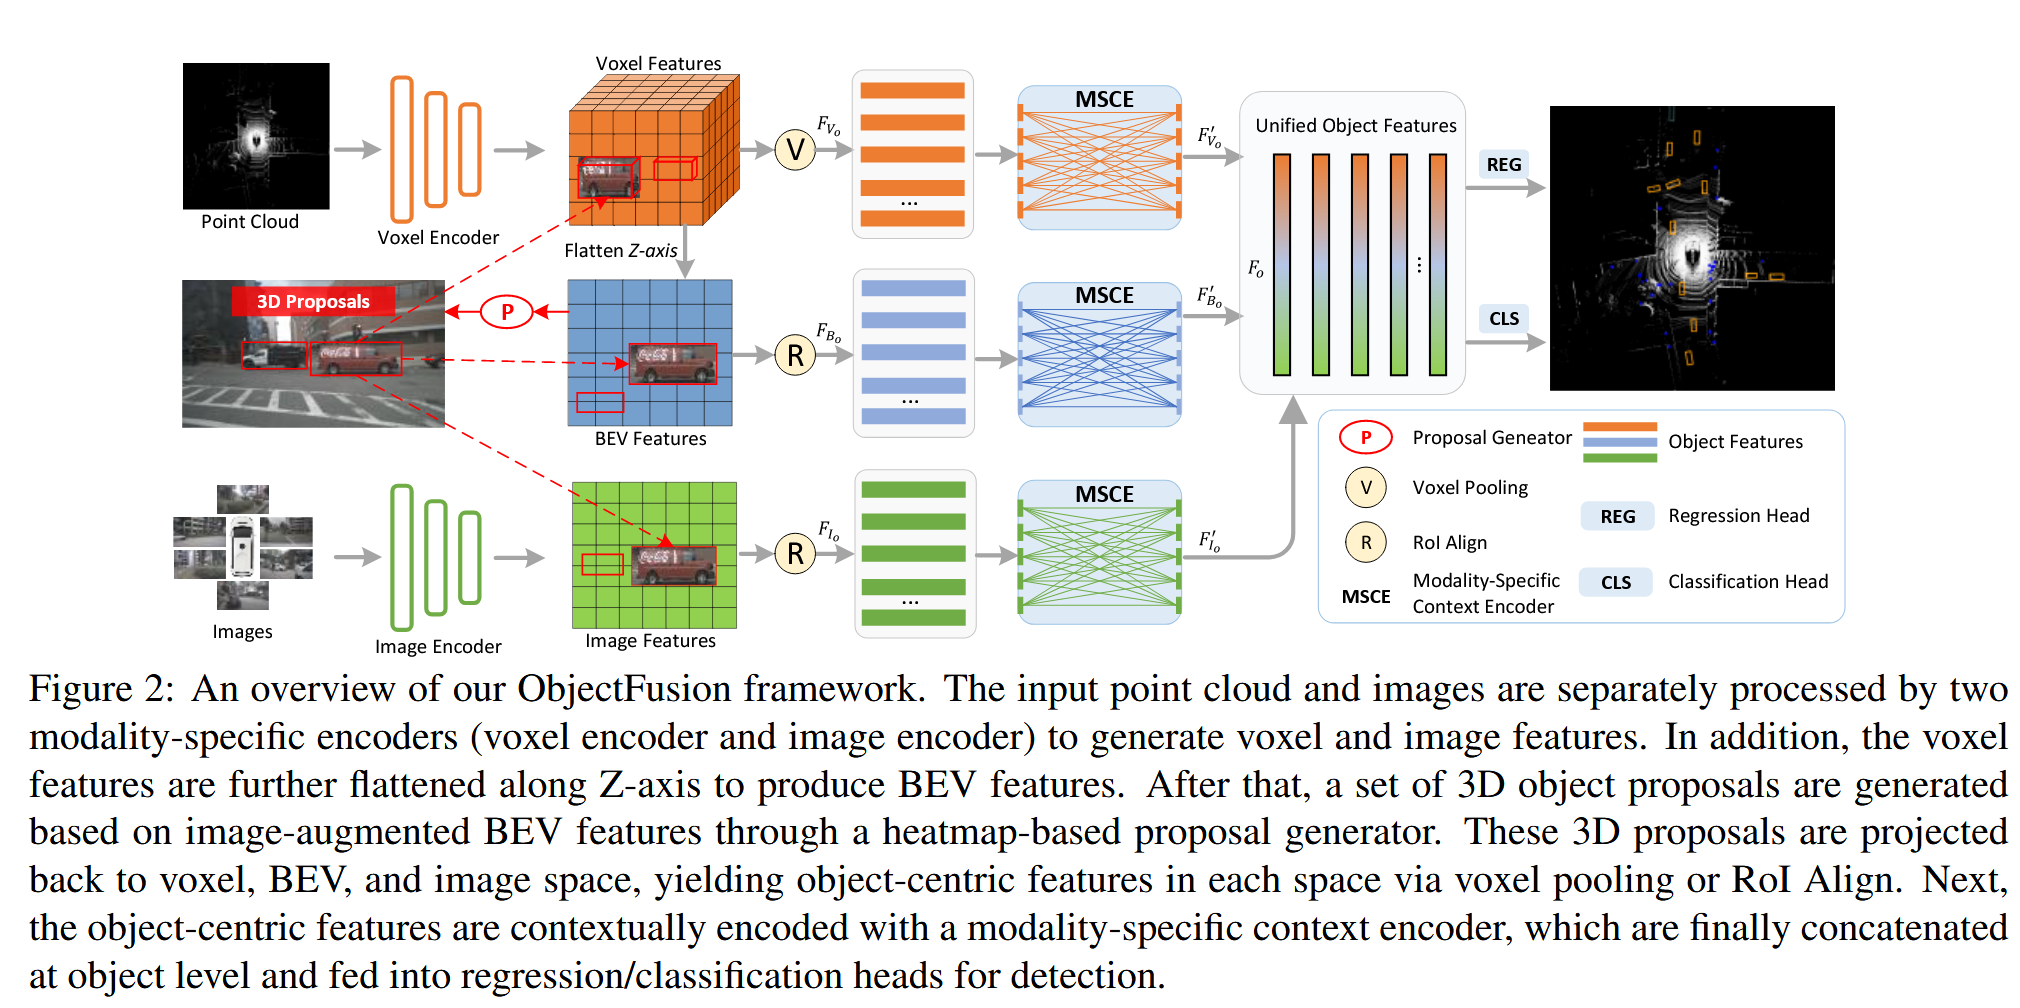 Voxel Features
Point Cloud
Voxel Encoder
V
F_{V_o}
...
MSCE
F'_{V_o}
Unified Object Features
F_o
...
REG
CLS
Flatten Z-axis
3D Proposals
P
BEV Features
R
F_{B_o}
...
MSCE
F'_{B_o}
Images
Image Encoder
Image Features
R
F_{I_o}
...
MSCE
F'_{I_o}
P Proposal Geneator
Object Features
V Voxel Pooling
R RoI Align
REG Regression Head
MSCE Modality-Specific
Context Encoder
CLS Classification Head
Figure 2: An overview of our ObjectFusion framework. The input point cloud and images are separately processed by two
modality-specific encoders (voxel encoder and image encoder) to generate voxel and image features. In addition, the voxel
features are further flattened along Z-axis to produce BEV features. After that, a set of 3D object proposals are generated
based on image-augmented BEV features through a heatmap-based proposal generator. These 3D proposals are projected
back to voxel, BEV, and image space, yielding object-centric features in each space via voxel pooling or RoI Align. Next,
the object-centric features are contextually encoded with a modality-specific context encoder, which are finally concatenated
at object level and fed into regression/classification heads for detection.